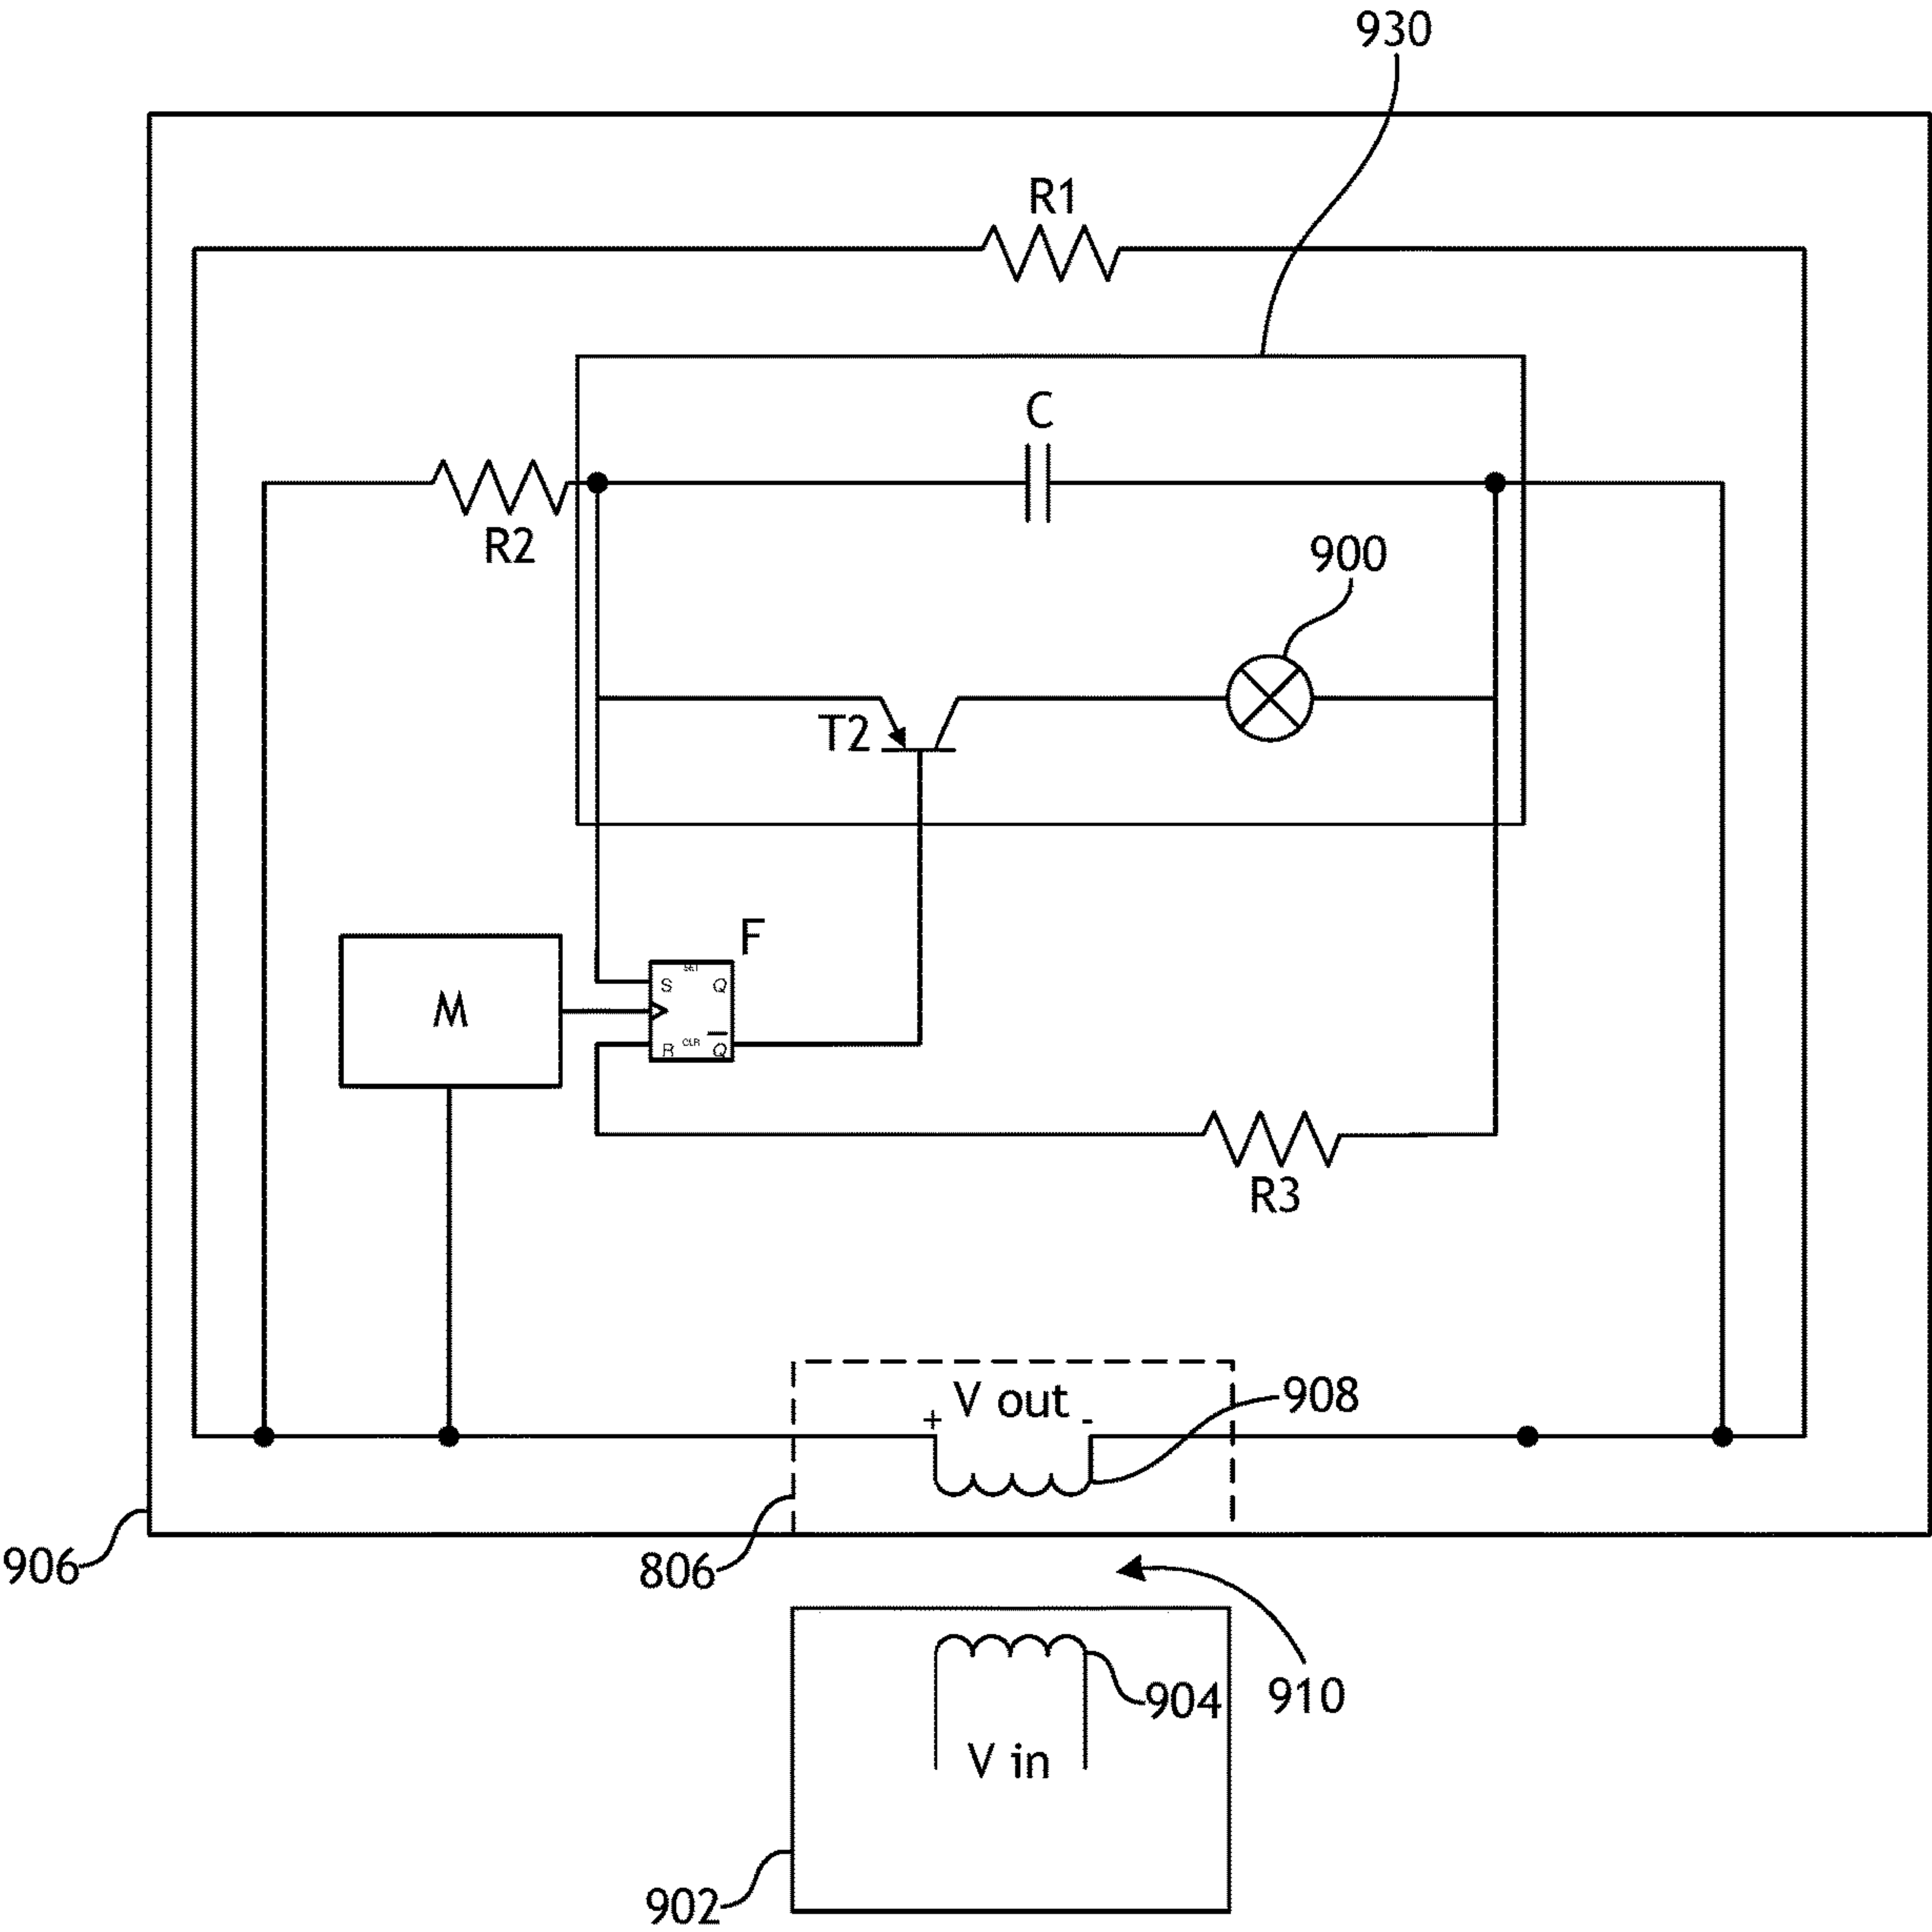 930
R1
C
R2
900
T2
F
M
SET
S Q
R CLR Q̅
R3
V out
+ -
908
906
806
904
910
V in
902